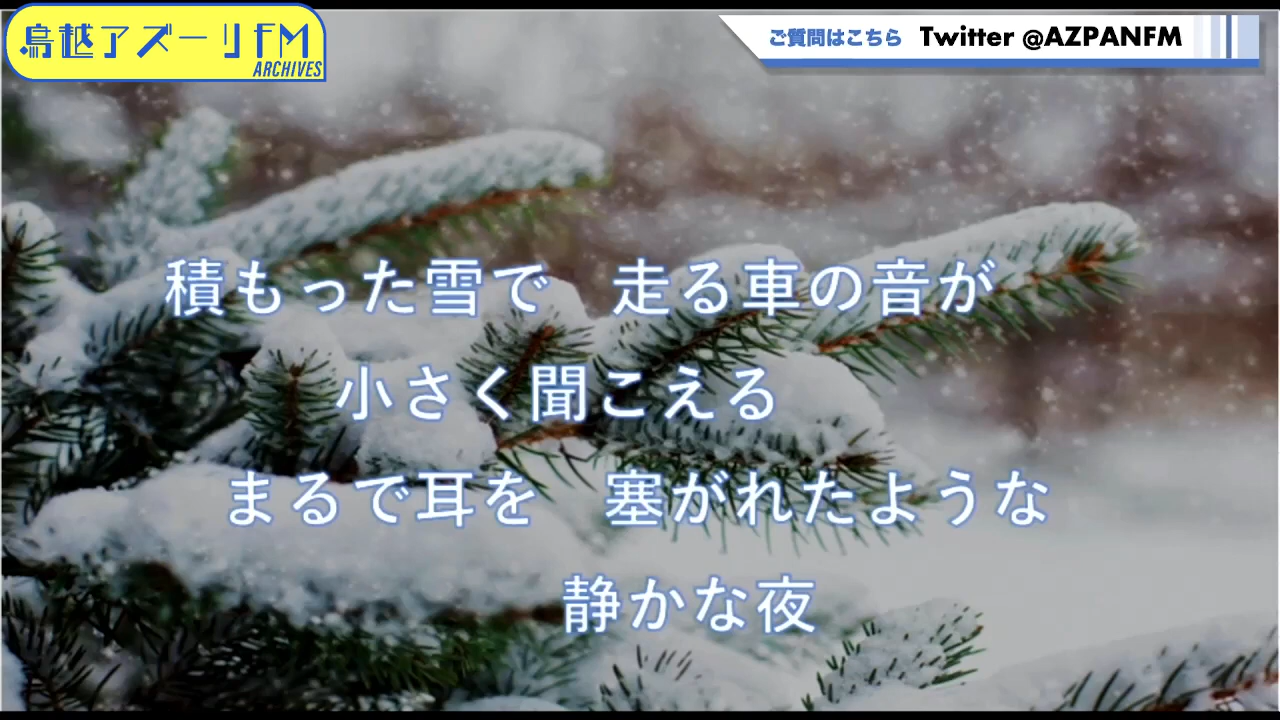 鳥越アズーリFM
ARCHIVES
ご質問はこちら Twitter @AZPANFM
積もった雪で 走る車の音が
小さく聞こえる
まるで耳を 塞がれたような
静かな夜